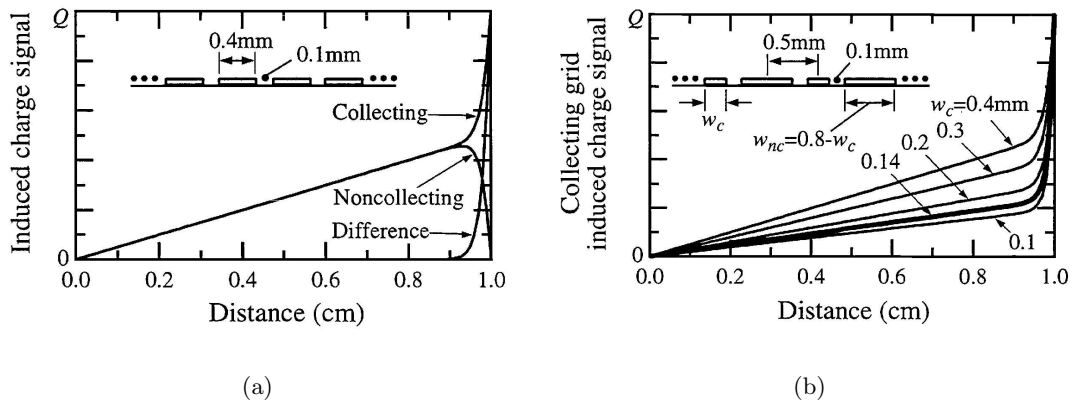 Q
0.4mm
0.1mm
Collecting
Noncollecting
Difference
Induced charge signal
0
0.0
0.2
0.4
0.6
0.8
1.0
Distance (cm)
(a)
Q
0.5mm
0.1mm
w_c
w_nc=0.8-w_c
w_c=0.4mm
0.3
0.2
0.14
0.1
Collecting grid
induced charge signal
0
0.0
0.2
0.4
0.6
0.8
1.0
Distance (cm)
(b)